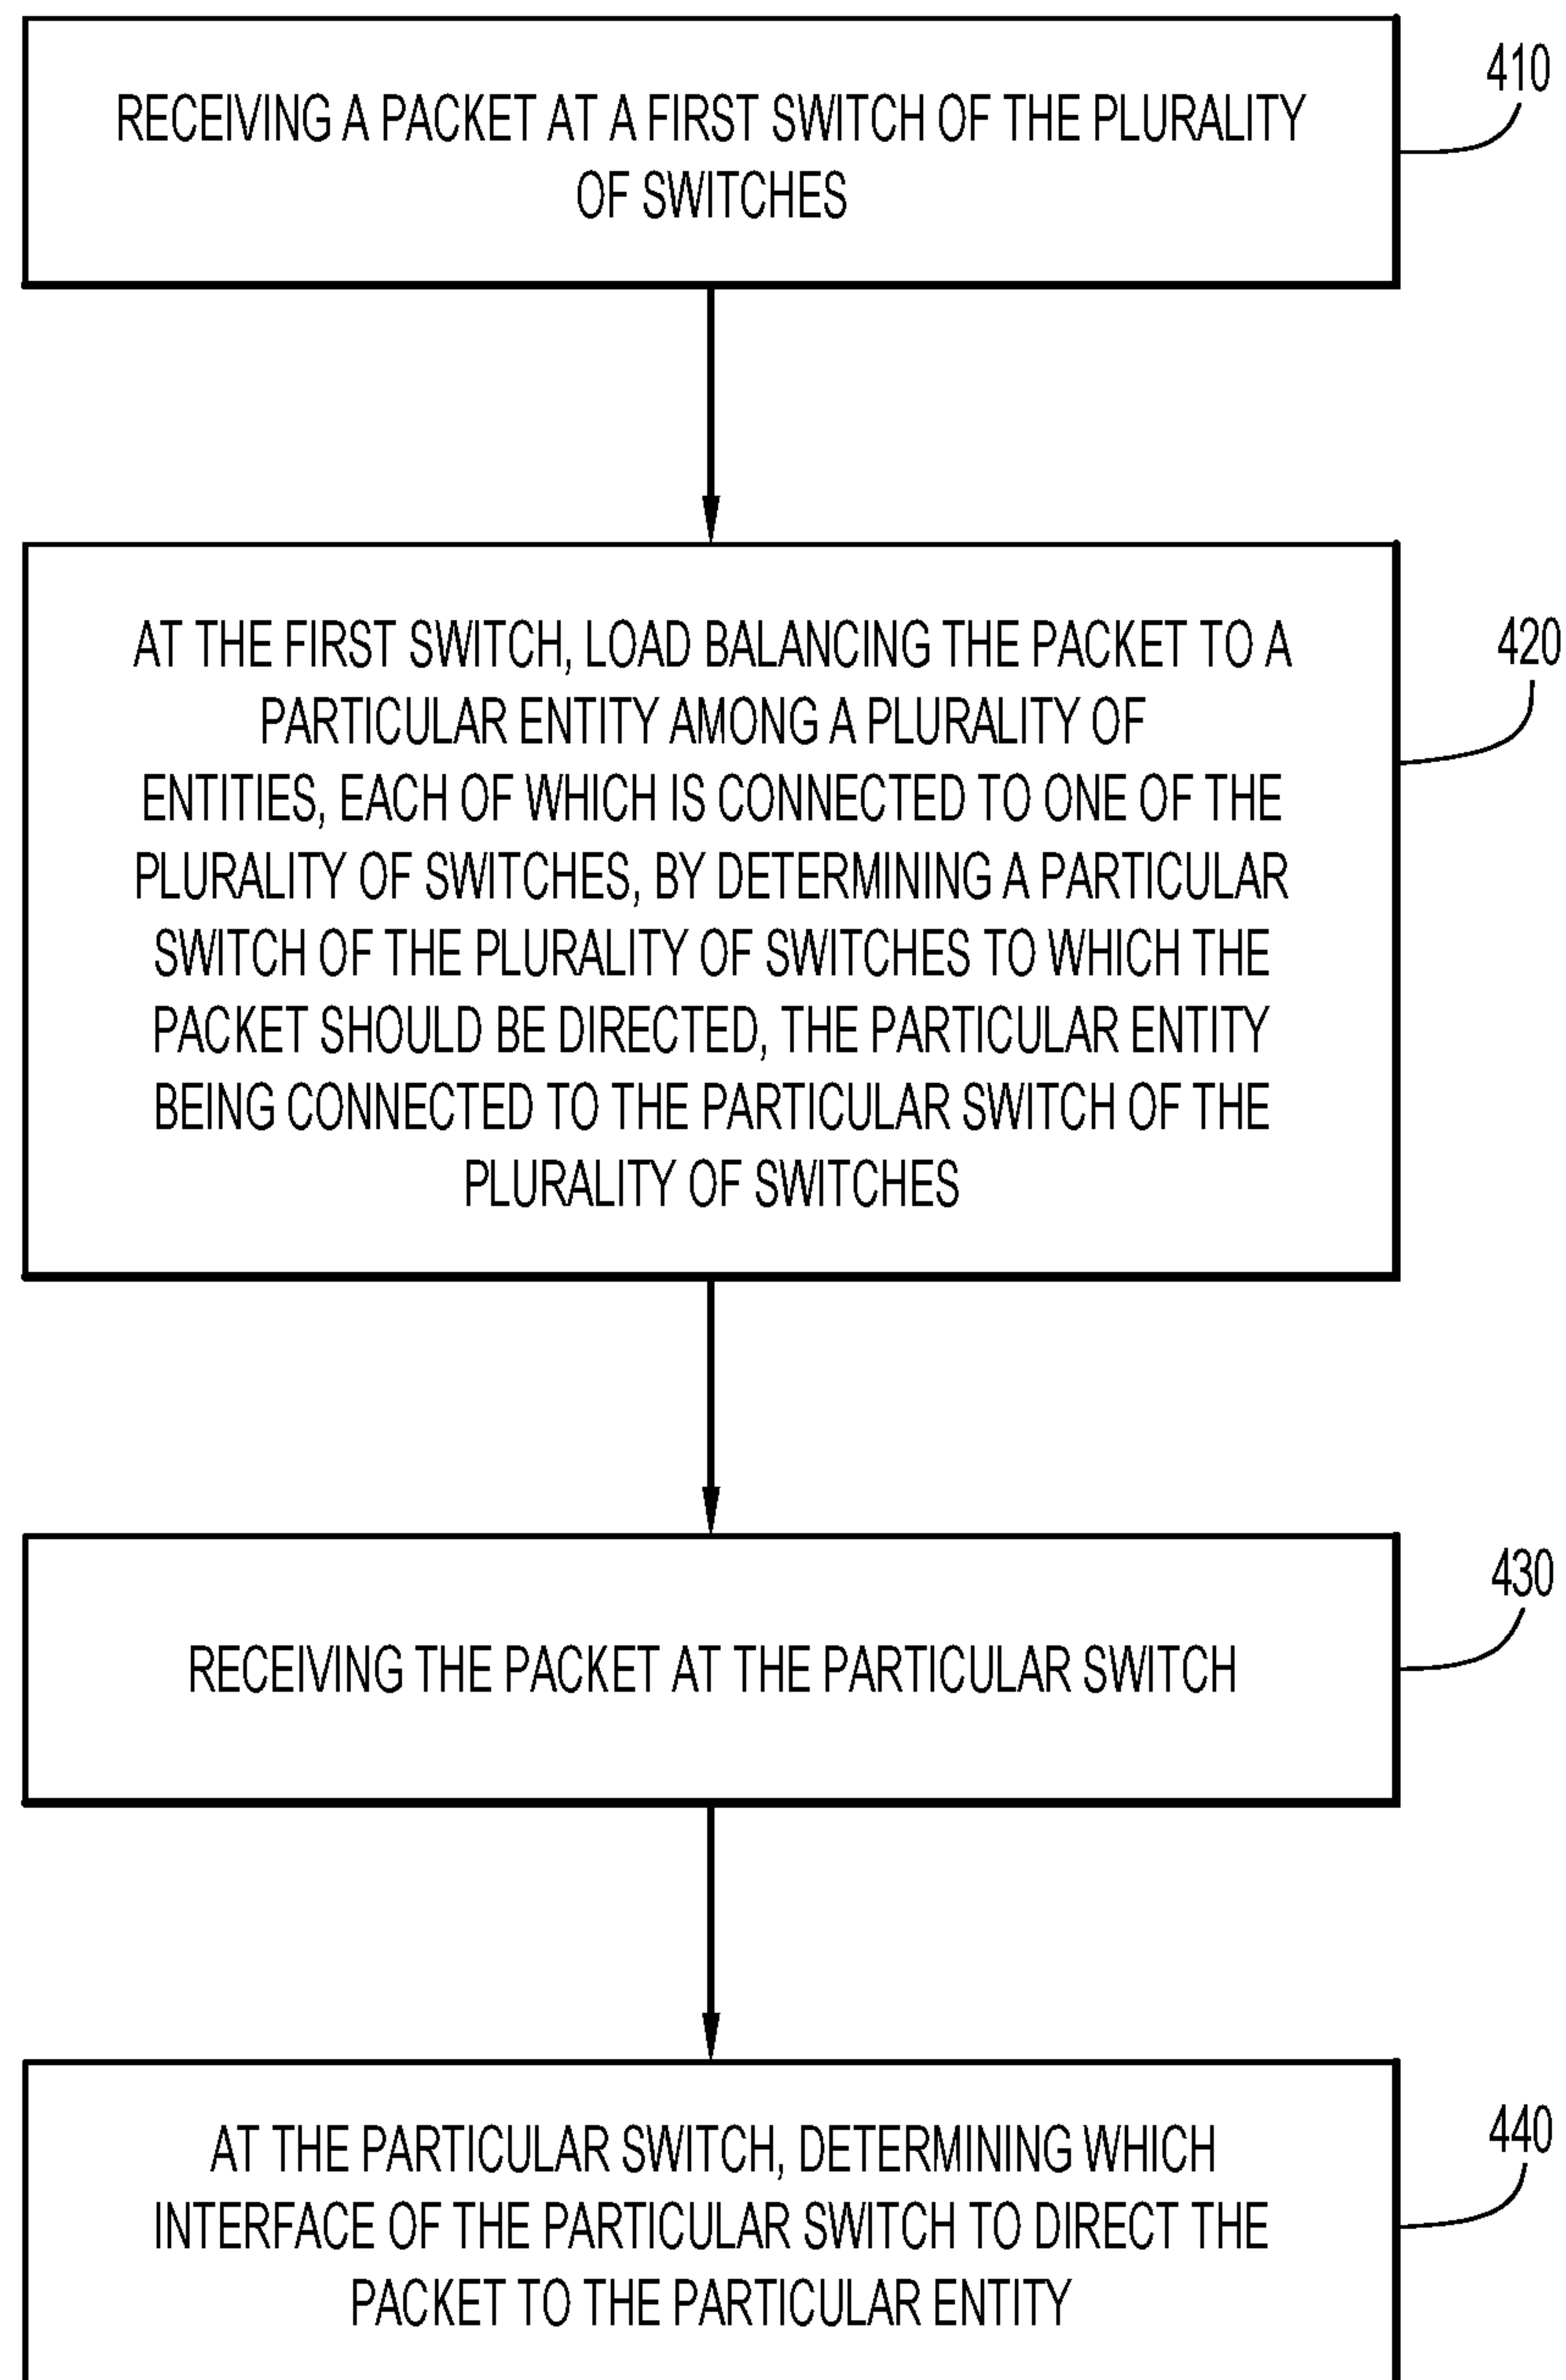 RECEIVING A PACKET AT A FIRST SWITCH OF THE PLURALITY
OF SWITCHES
410
AT THE FIRST SWITCH, LOAD BALANCING THE PACKET TO A
PARTICULAR ENTITY AMONG A PLURALITY OF
ENTITIES, EACH OF WHICH IS CONNECTED TO ONE OF THE
PLURALITY OF SWITCHES, BY DETERMINING A PARTICULAR
SWITCH OF THE PLURALITY OF SWITCHES TO WHICH THE
PACKET SHOULD BE DIRECTED, THE PARTICULAR ENTITY
BEING CONNECTED TO THE PARTICULAR SWITCH OF THE
PLURALITY OF SWITCHES
420
RECEIVING THE PACKET AT THE PARTICULAR SWITCH
430
AT THE PARTICULAR SWITCH, DETERMINING WHICH
INTERFACE OF THE PARTICULAR SWITCH TO DIRECT THE
PACKET TO THE PARTICULAR ENTITY
440